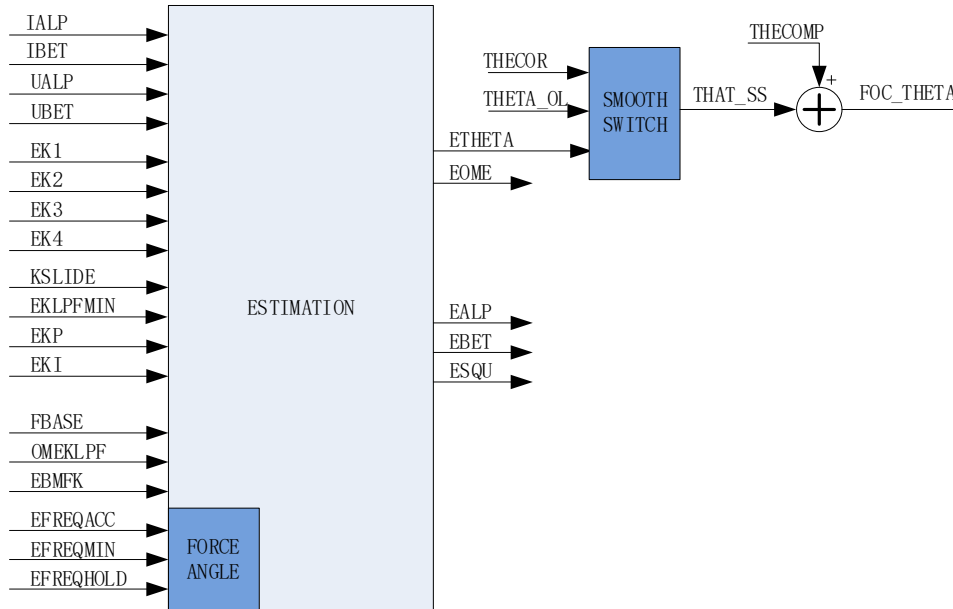 IALP
IBET
UALP
UBET
EK1
EK2
EK3
EK4
KSLIDE
EKLPFMIN
EKP
EKI
FBASE
OMEKLPF
EBMFK
EFREQACC
EFREQMIN
EFREQHOLD
FORCE
ANGLE
ESTIMATION
ETHETA
EOME
EALP
EBET
ESQU
THECOR
THETA_OL
SMOOTH
SWITCH
THAT_SS
THECOMP
+
FOC_THETA